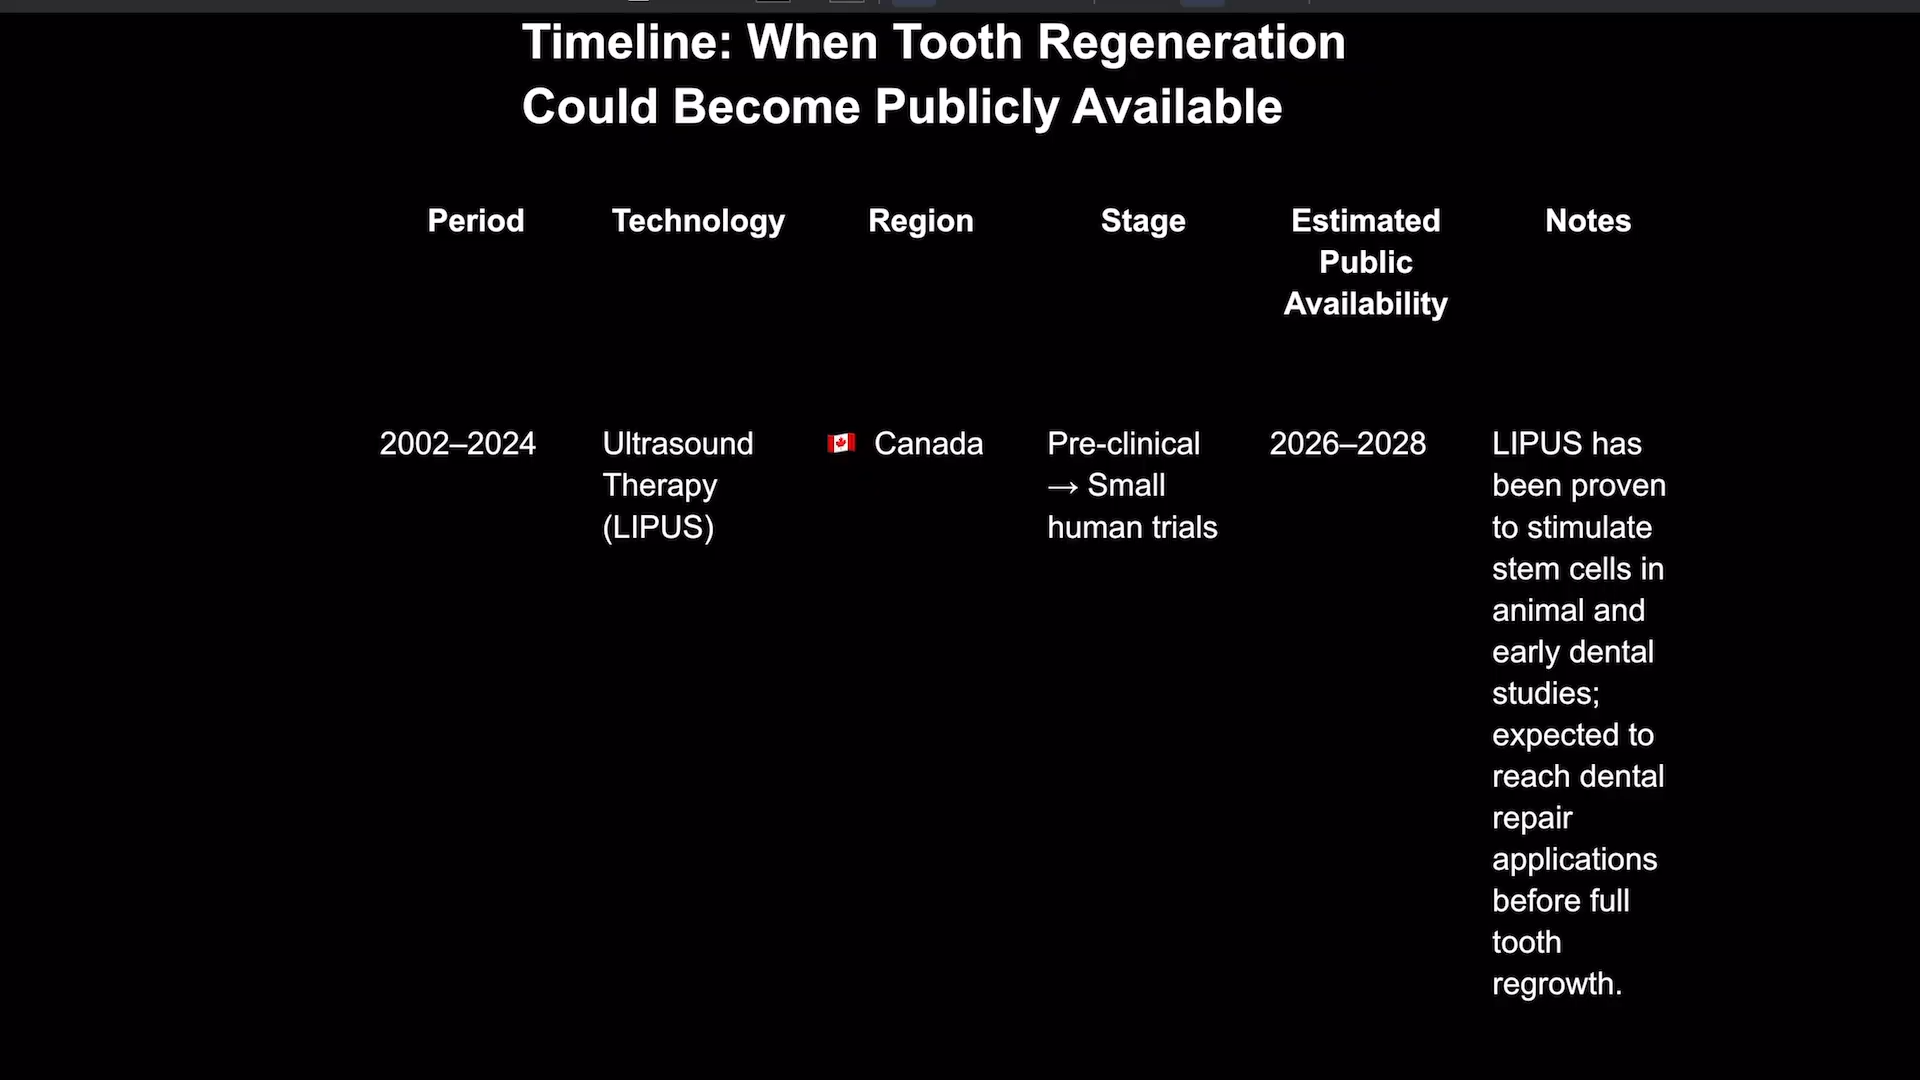 Timeline: When Tooth Regeneration
Could Become Publicly Available
Period
Technology
Region
Stage
Estimated
Public
Availability
Notes
2002–2024
Ultrasound
Therapy
(LIPUS)
🇨🇦 Canada
Pre-clinical
→ Small
human trials
2026–2028
LIPUS has
been proven
to stimulate
stem cells in
animal and
early dental
studies;
expected to
reach dental
repair
applications
before full
tooth
regrowth.